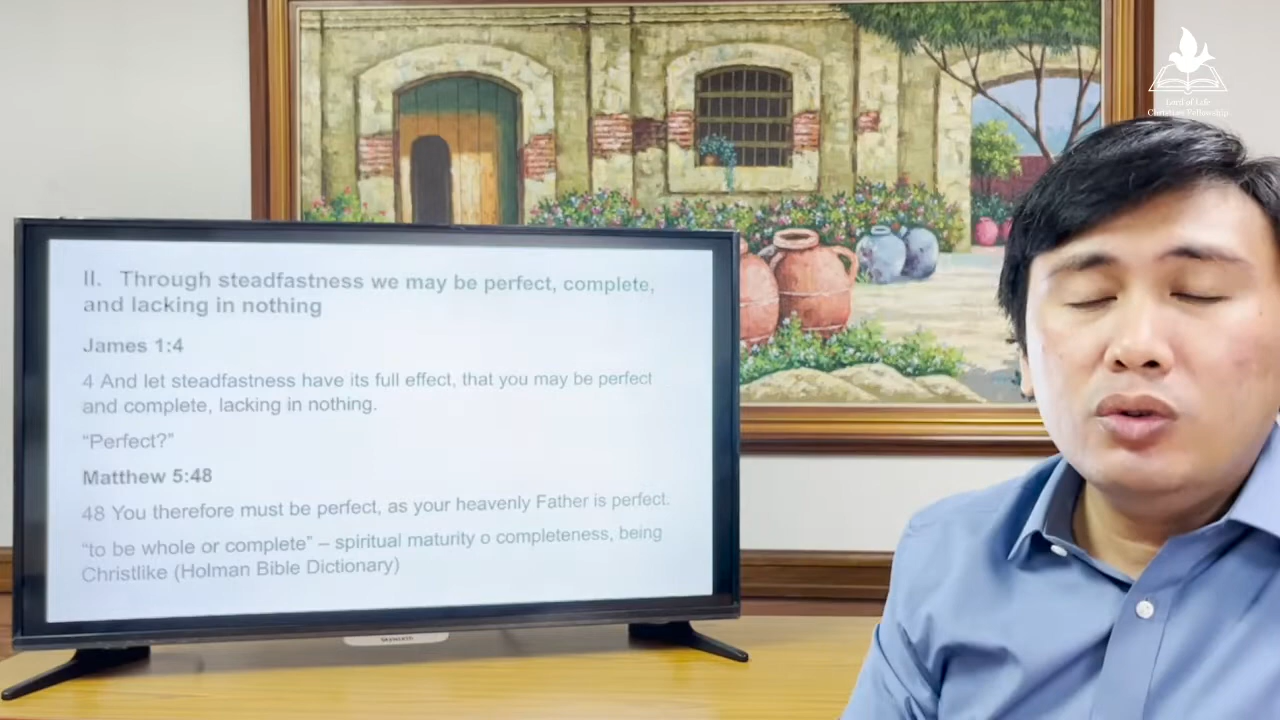 II. Through steadfastness we may be perfect, complete,
and lacking in nothing
James 1:4
4 And let steadfastness have its full effect, that you may be perfect
and complete, lacking in nothing.
“Perfect?”
Matthew 5:48
48 You therefore must be perfect, as your heavenly Father is perfect.
“to be whole or complete” – spiritual maturity o completeness, being
Christlike (Holman Bible Dictionary)
SKYWORTH
Lord of Life
Christian Fellowship